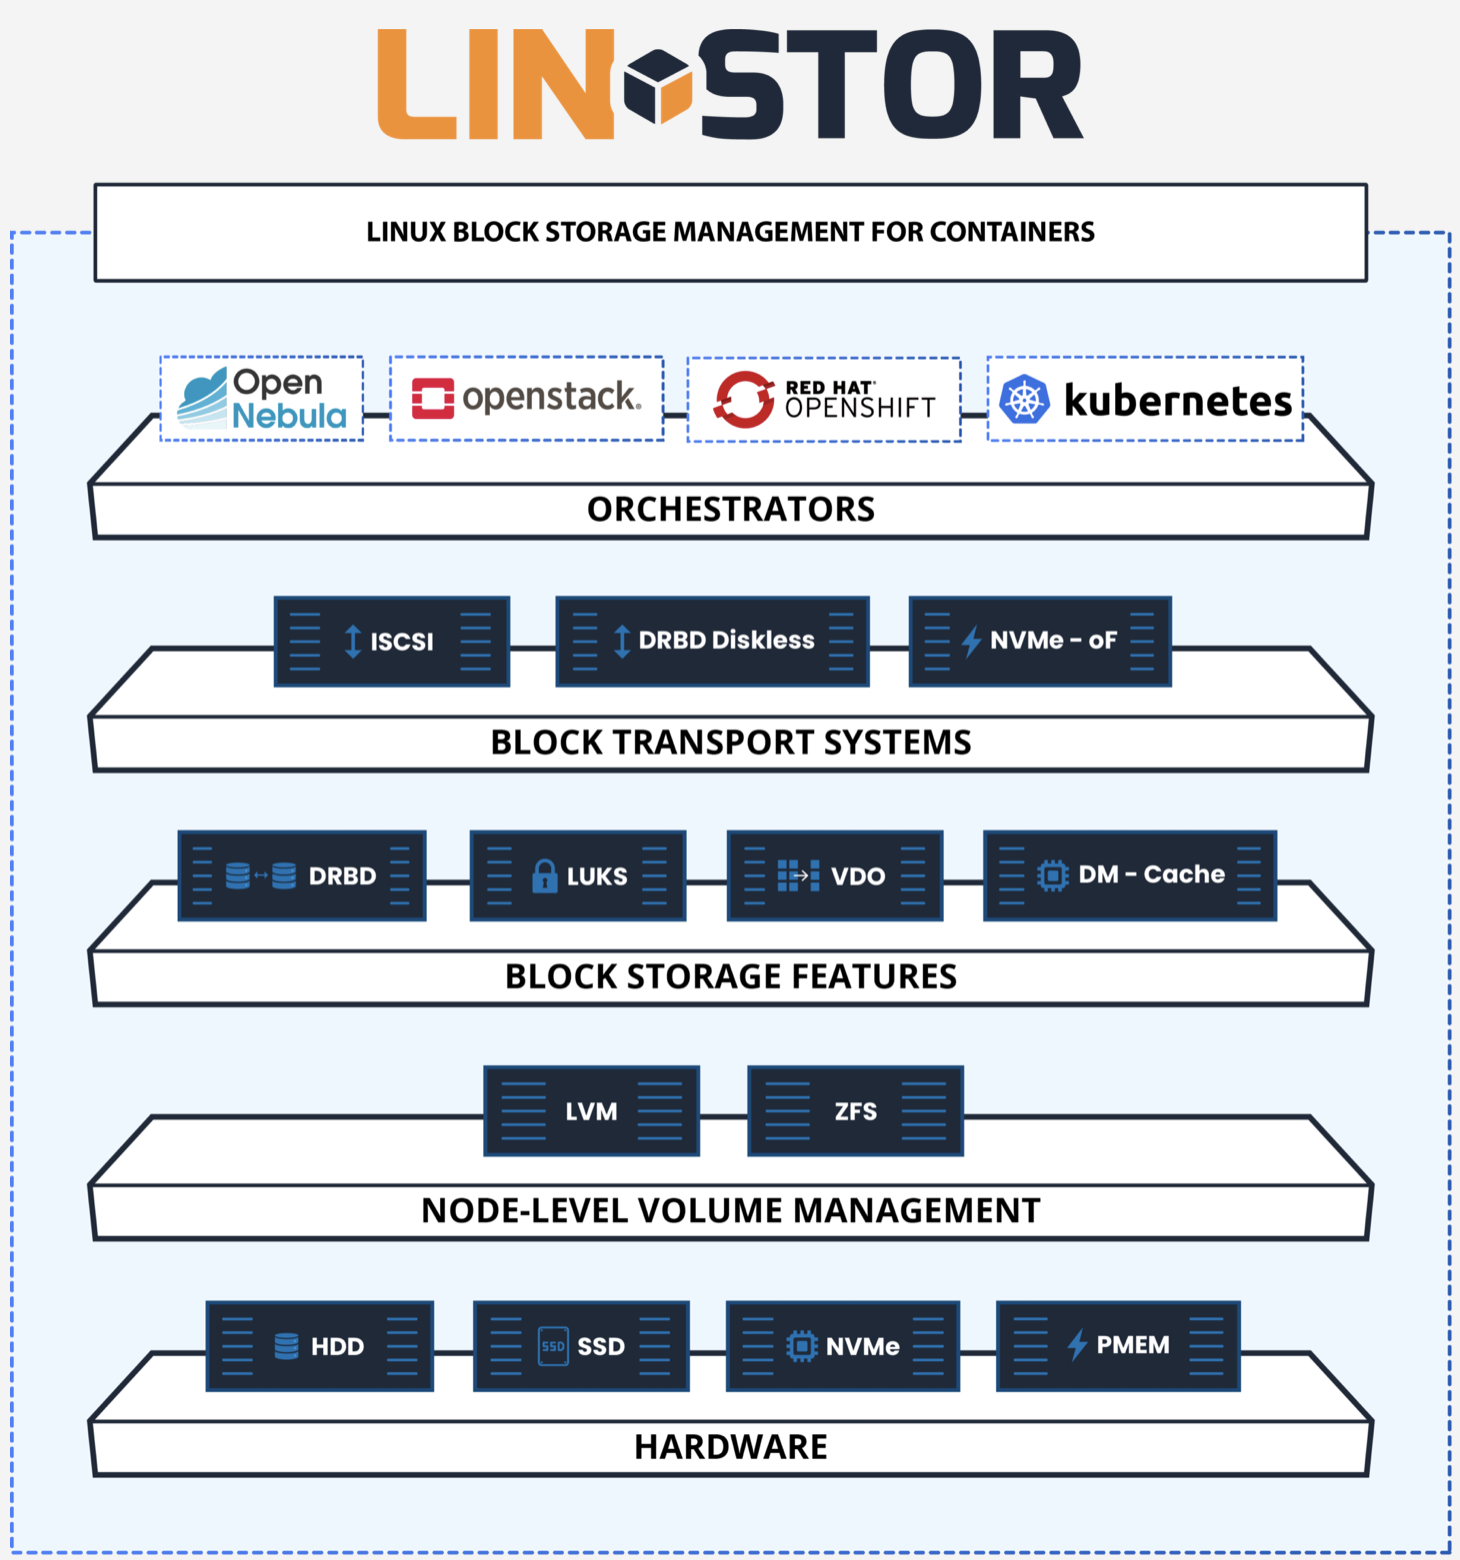 LINSTOR
LINUX BLOCK STORAGE MANAGEMENT FOR CONTAINERS
Open
Nebula
openstack.
RED HAT®
OPENSHIFT
kubernetes
ORCHESTRATORS
ISCSI
DRBD Diskless
NVMe - oF
BLOCK TRANSPORT SYSTEMS
DRBD
LUKS
VDO
DM - Cache
BLOCK STORAGE FEATURES
LVM
ZFS
NODE-LEVEL VOLUME MANAGEMENT
HDD
SSD
SSD
NVMe
PMEM
HARDWARE